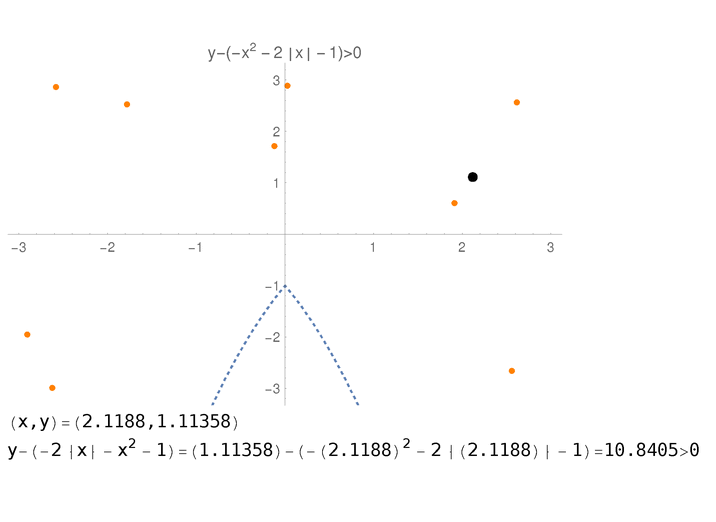 y−(−x² − 2 |x| − 1)>0
3
2
1
−3 −2 −1 1 2 3
−1
−2
−3
(x,y)=(2.1188,1.11358)
y−(−2 |x| − x² − 1)=(1.11358)−(−(2.1188)² − 2 |(2.1188)| − 1)=10.8405>0